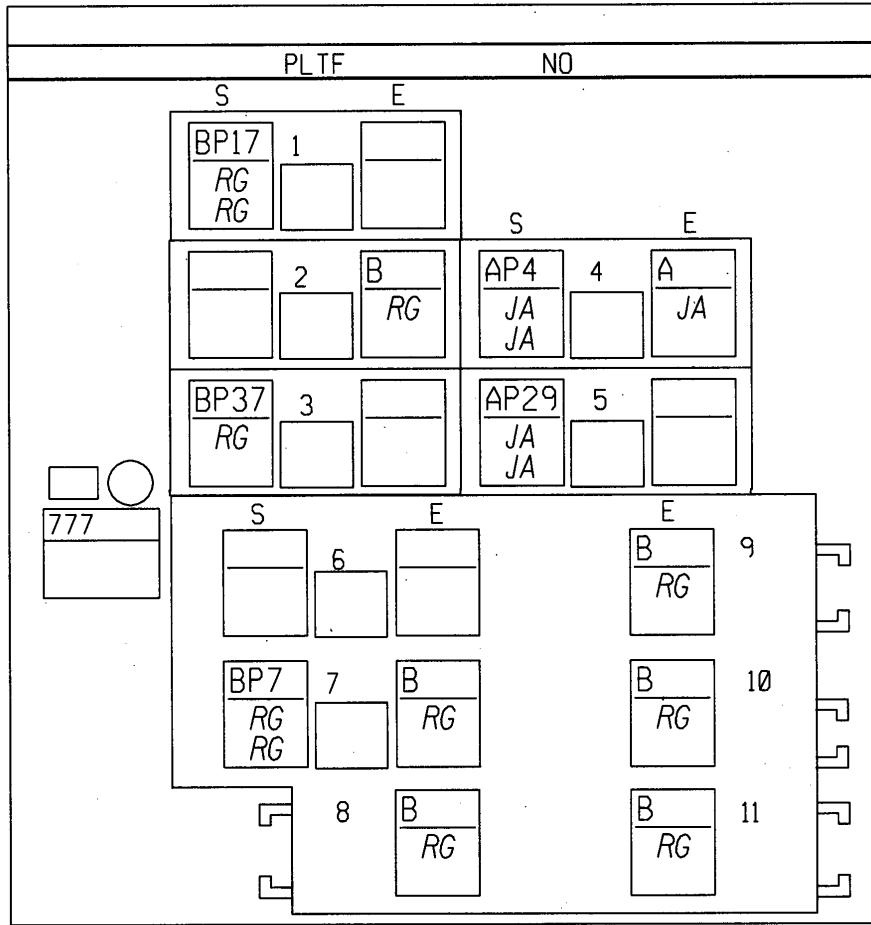 PLTF NO
S E
BP17 1
RG
RG
S E
2 B
RG
AP4 4 A
JA JA
JA
BP37 3
RG
AP29 5
JA
JA
777
S E E
6
B 9
RG
BP7 7 B
RG RG
RG
B 10
RG
8 B
RG
B 11
RG